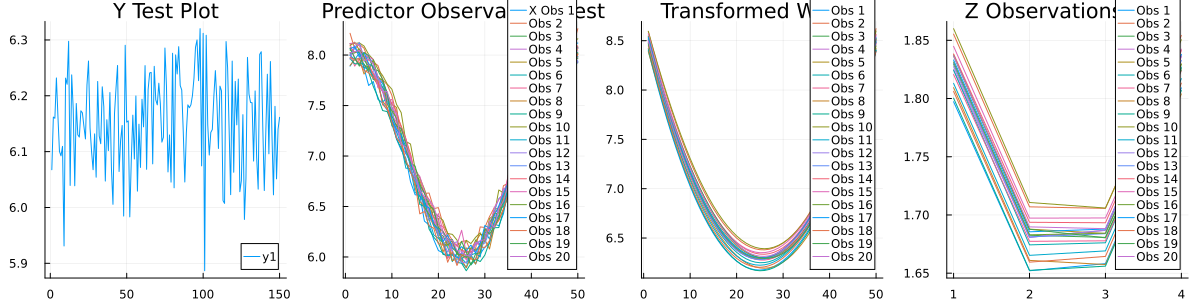 Y Test Plot
6.3
6.2
6.1
6.0
5.9
0
50
100
150
y1
Predictor Observa
est
8.0
7.5
7.0
6.5
6.0
0
10
20
30
40
50
X Obs 1
Obs 2
Obs 3
Obs 4
Obs 5
Obs 6
Obs 7
Obs 8
Obs 9
Obs 10
Obs 11
Obs 12
Obs 13
Obs 14
Obs 15
Obs 16
Obs 17
Obs 18
Obs 19
Obs 20
Transformed W
8.5
8.0
7.5
7.0
6.5
0
10
20
30
40
50
Obs 1
Obs 2
Obs 3
Obs 4
Obs 5
Obs 6
Obs 7
Obs 8
Obs 9
Obs 10
Obs 11
Obs 12
Obs 13
Obs 14
Obs 15
Obs 16
Obs 17
Obs 18
Obs 19
Obs 20
Z Observations
1.85
1.80
1.75
1.70
1.65
1
2
3
4
Obs 1
Obs 2
Obs 3
Obs 4
Obs 5
Obs 6
Obs 7
Obs 8
Obs 9
Obs 10
Obs 11
Obs 12
Obs 13
Obs 14
Obs 15
Obs 16
Obs 17
Obs 18
Obs 19
Obs 20